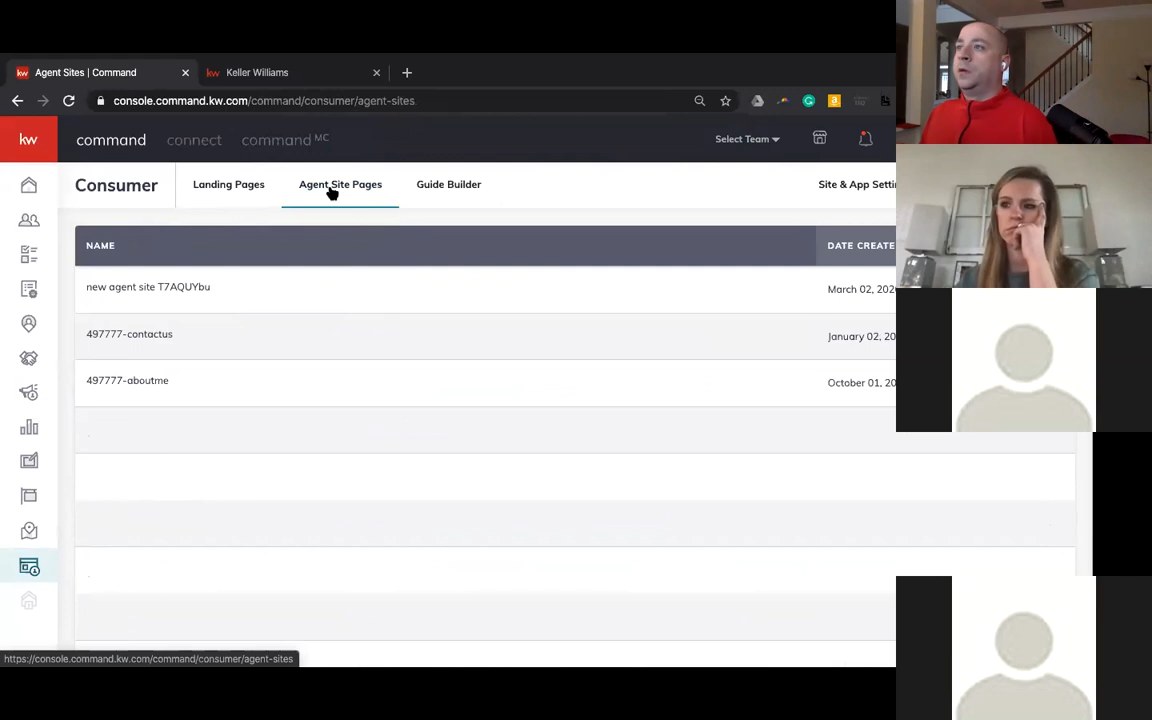 Agent Sites | Command
Keller Williams
console.command.kw.com/command/consumer/agent-sites
kw
command connect command MC
Select Team
Consumer
Landing Pages
Agent Site Pages
Guide Builder
Site & App Setti
NAME
DATE CREATE
new agent site T7AQUYbu
March 02, 202
497777-contactus
January 02, 20
497777-aboutme
October 01, 20
https://console.command.kw.com/command/consumer/agent-sites